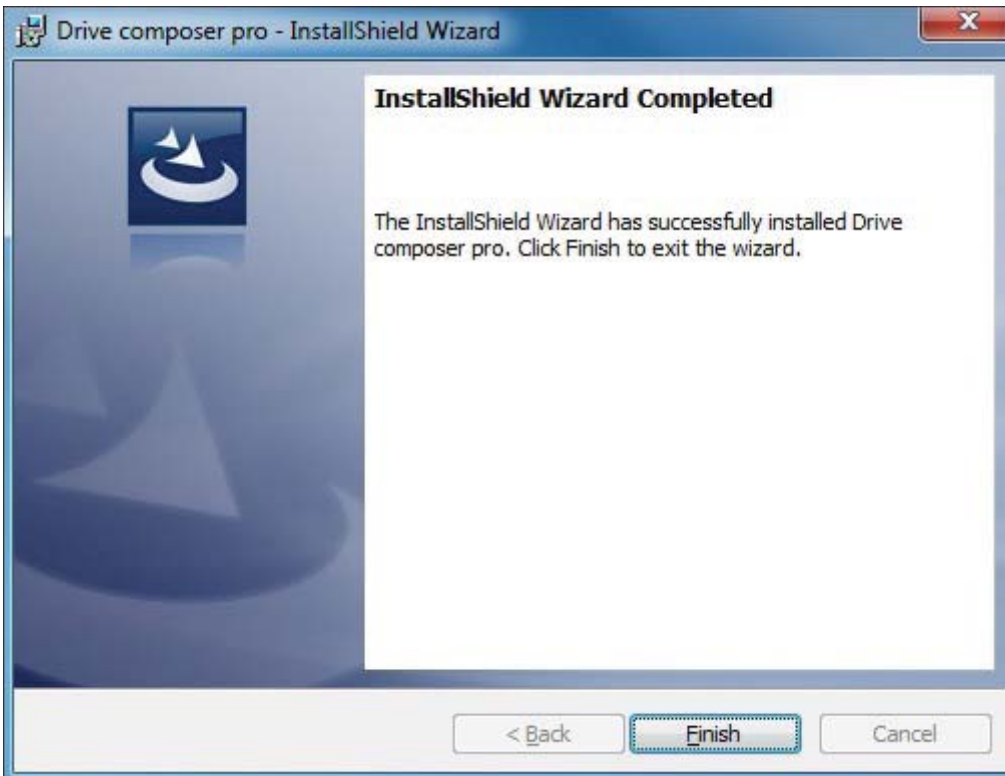 Drive composer pro - InstallShield Wizard
InstallShield Wizard Completed
The InstallShield Wizard has successfully installed Drive
composer pro. Click Finish to exit the wizard.
< Back
Finish
Cancel